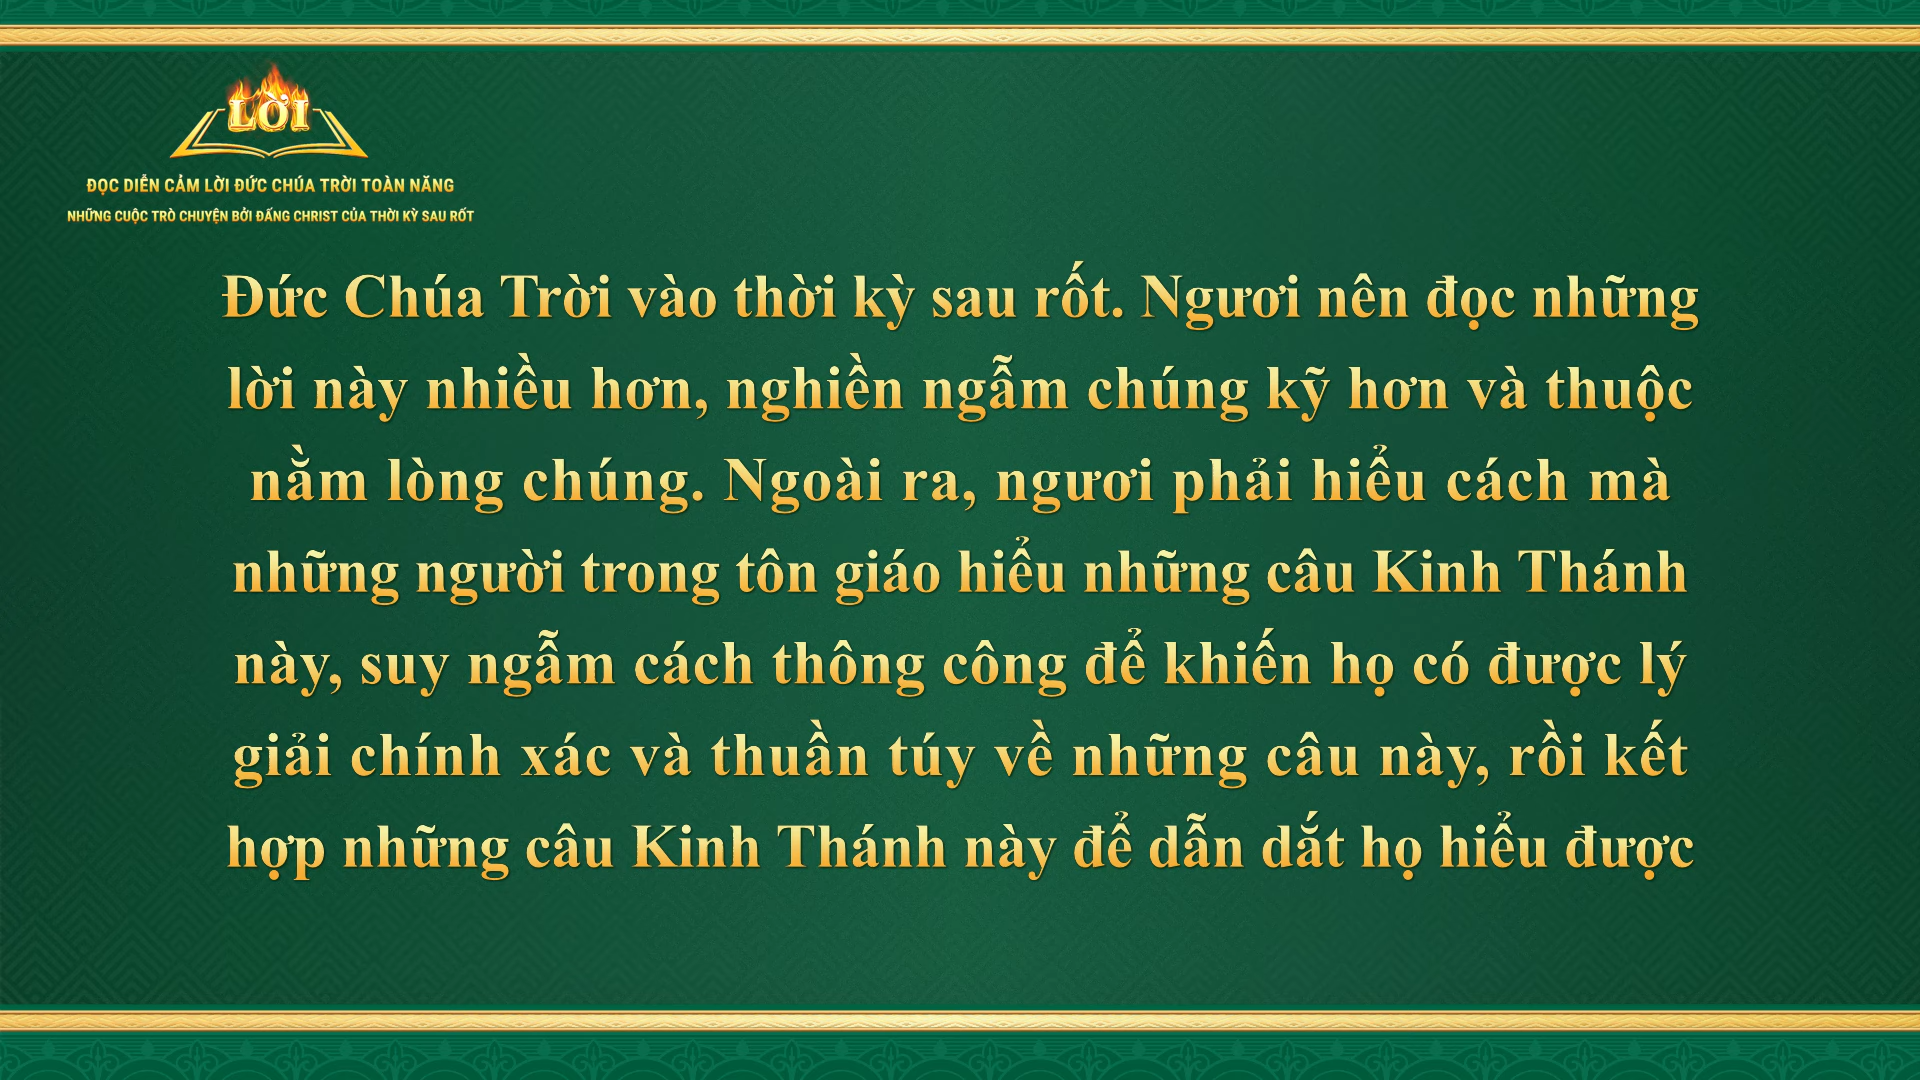 LỜI
ĐỌC DIỄN CẢM LỜI ĐỨC CHÚA TRỜI TOÀN NĂNG
NHỮNG CUỘC TRÒ CHUYỆN BỞI ĐẤNG CHRIST CỦA THỜI KỲ SAU RỐT
Đức Chúa Trời vào thời kỳ sau rốt. Ngươi nên đọc những
lời này nhiều hơn, nghiền ngẫm chúng kỹ hơn và thuộc
nằm lòng chúng. Ngoài ra, ngươi phải hiểu cách mà
những người trong tôn giáo hiểu những câu Kinh Thánh
này, suy ngẫm cách thông công để khiến họ có được lý
giải chính xác và thuần túy về những câu này, rồi kết
hợp những câu Kinh Thánh này để dẫn dắt họ hiểu được